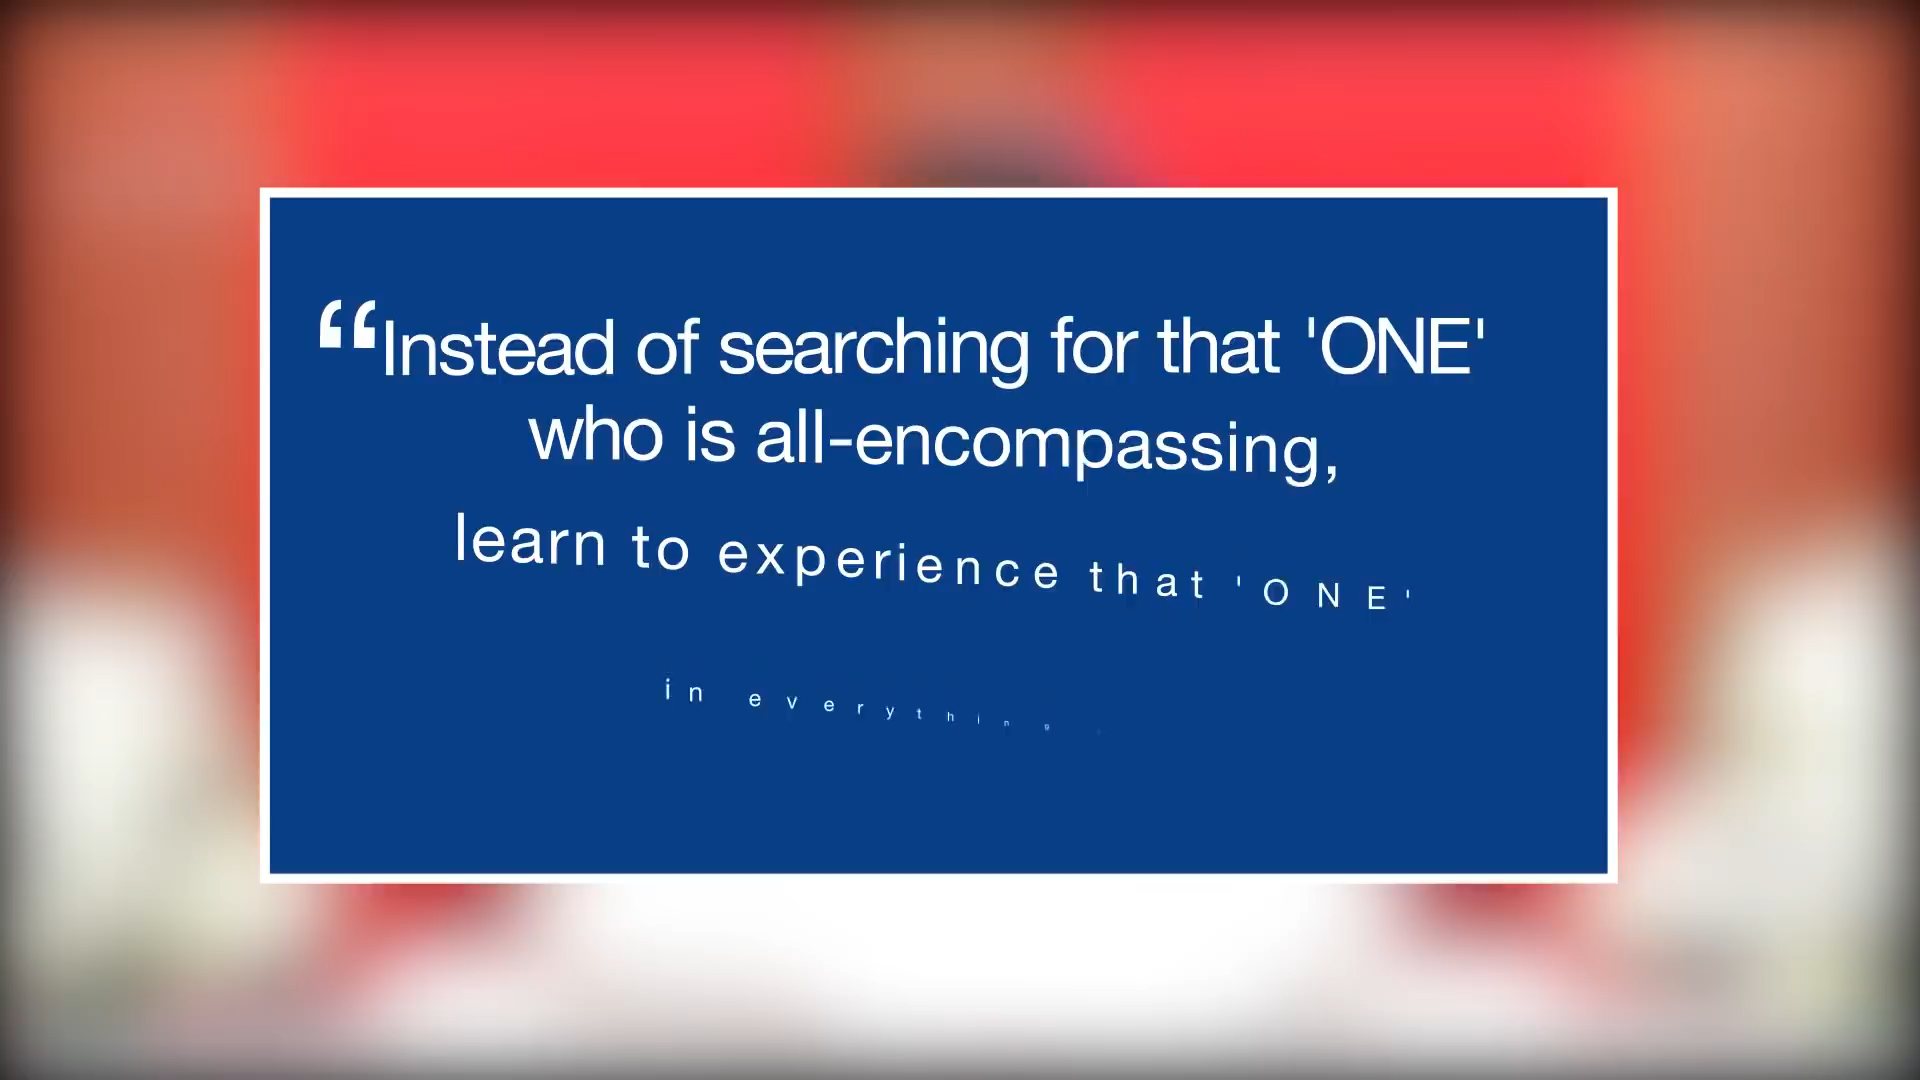 “Instead of searching for that 'ONE'
who is all-encompassing,
learn to experience that 'ONE'
in everything.